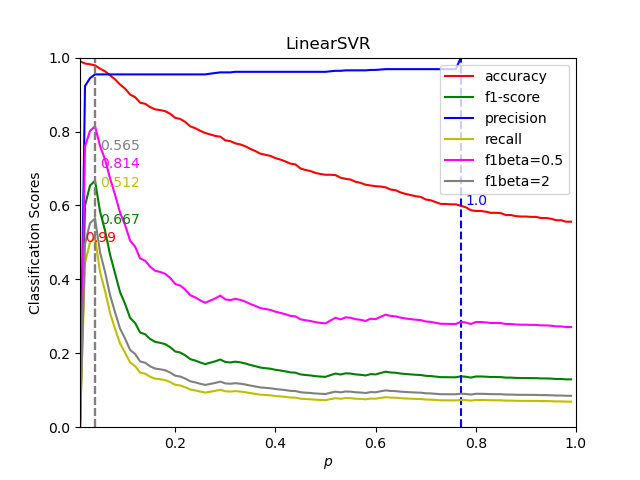 LinearSVR
1.0
0.8
0.6
0.4
0.2
0.0
Classification Scores
accuracy
f1-score
precision
recall
f1beta=0.5
f1beta=2
0.565
0.814
0.512
0.667
0.99
1.0
0.2
0.4
0.6
0.8
1.0
p